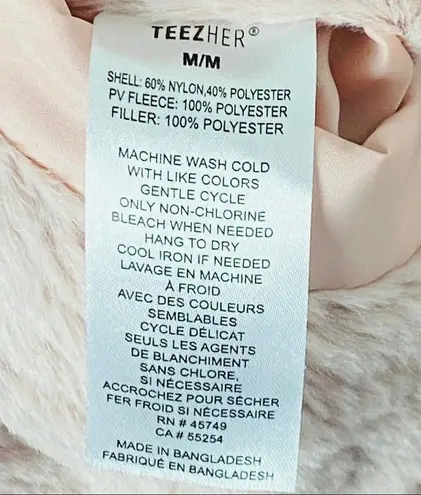 TEEZHER®
M/M
SHELL: 60% NYLON,40% POLYESTER
PV FLEECE: 100% POLYESTER
FILLER: 100% POLYESTER
MACHINE WASH COLD
WITH LIKE COLORS
GENTLE CYCLE
ONLY NON-CHLORINE
BLEACH WHEN NEEDED
HANG TO DRY
COOL IRON IF NEEDED
LAVAGE EN MACHINE
À FROID
AVEC DES COULEURS
SEMBLABLES
CYCLE DÉLICAT
SEULS LES AGENTS
DE BLANCHIMENT
SANS CHLORE,
SI NÉCESSAIRE
ACCROCHEZ POUR SÉCHER
FER FROID SI NÉCESSAIRE
RN # 45749
CA # 55254
MADE IN BANGLADESH
FABRIQUÉ EN BANGLADESH